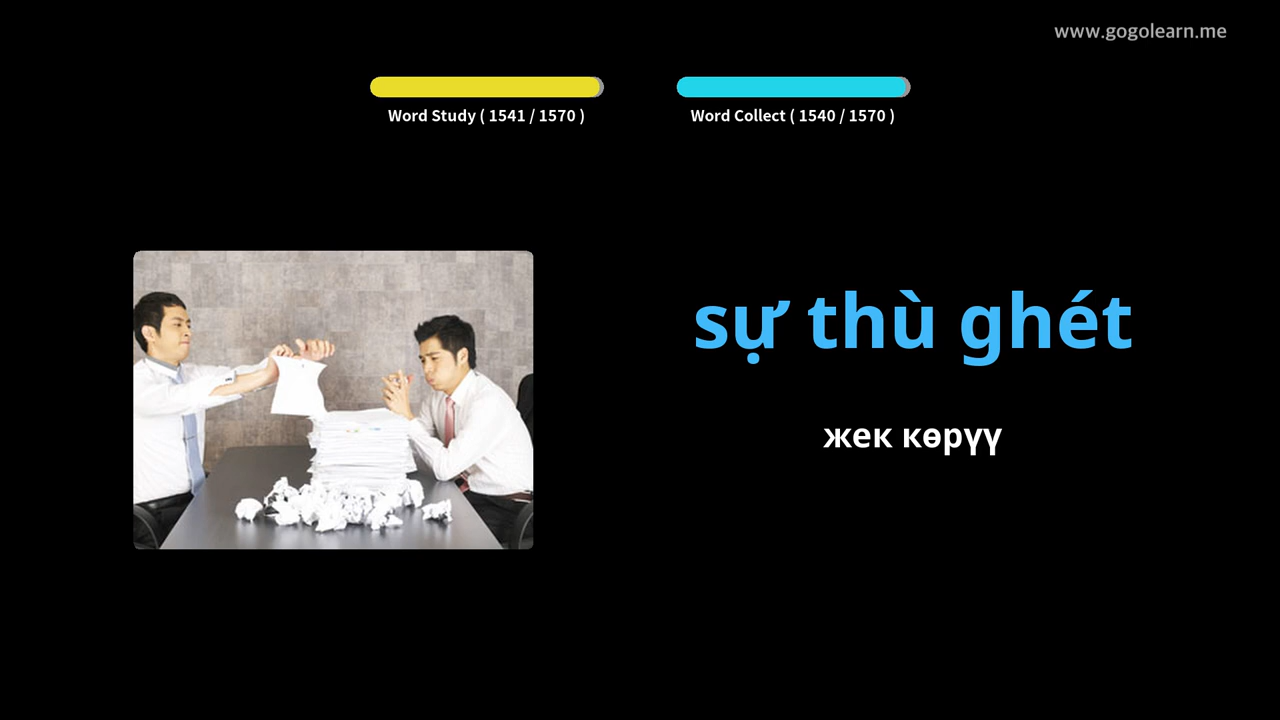 www.gogolearn.me
Word Study ( 1541 / 1570 )
Word Collect ( 1540 / 1570 )
sự thù ghét
жек көрүү